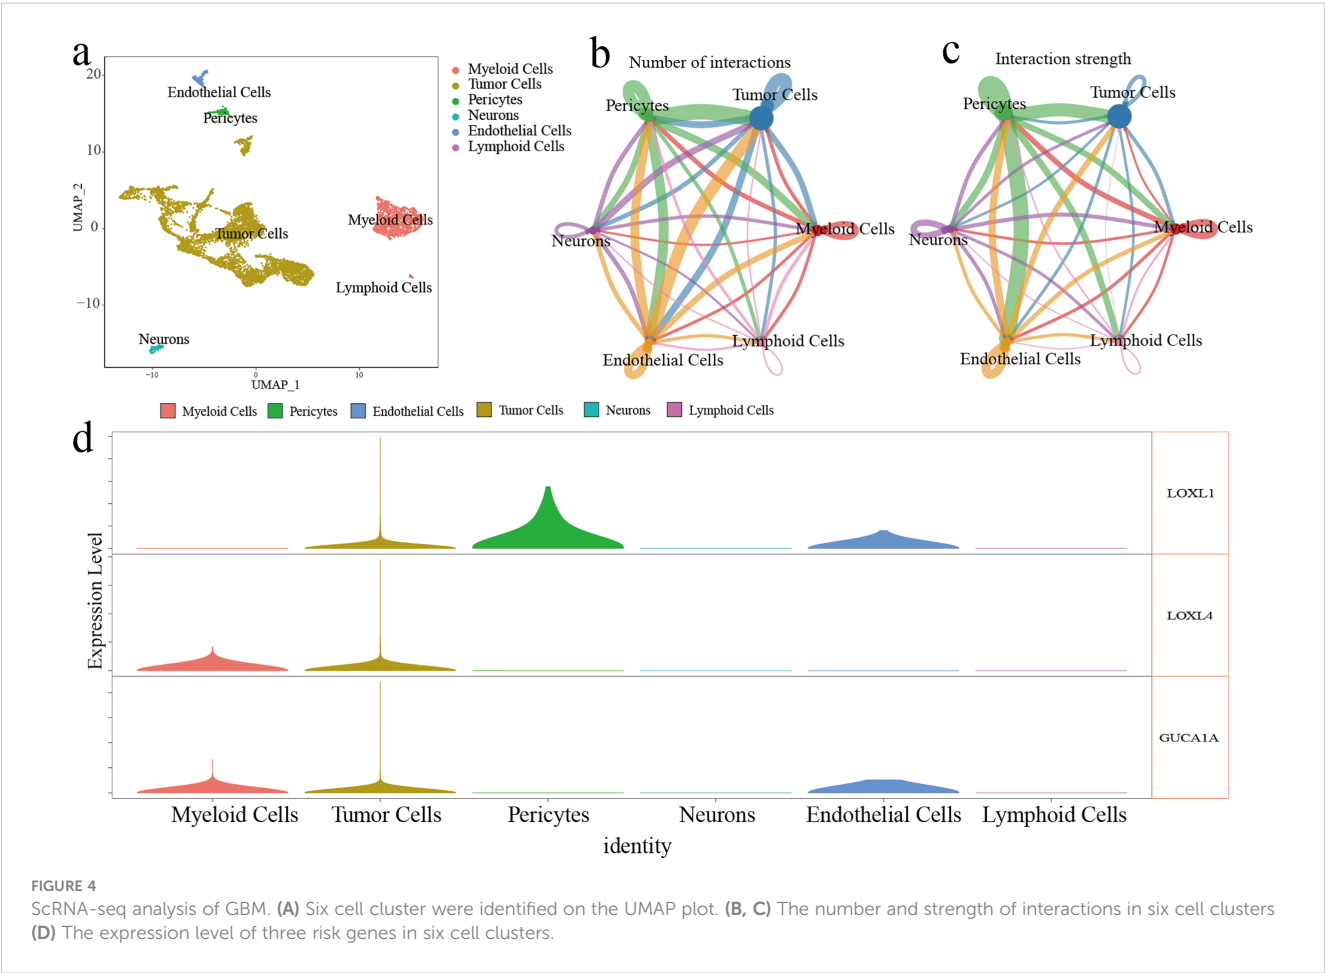 a
20
10
0
−10
UMAP_2
Endothelial Cells
Pericytes
Tumor Cells
Myeloid Cells
Lymphoid Cells
Neurons
−10
0
10
UMAP_1
Myeloid Cells
Tumor Cells
Pericytes
Neurons
Endothelial Cells
Lymphoid Cells
b
Number of interactions
Pericytes
Tumor Cells
Neurons
Myeloid Cells
Endothelial Cells
Lymphoid Cells
c
Interaction strength
Pericytes
Tumor Cells
Neurons
Myeloid Cells
Endothelial Cells
Lymphoid Cells
Myeloid Cells Pericytes Endothelial Cells Tumor Cells Neurons Lymphoid Cells
d
Expression Level
LOXL1
LOXL4
GUCA1A
Myeloid Cells Tumor Cells Pericytes Neurons Endothelial Cells Lymphoid Cells
identity
FIGURE 4
ScRNA-seq analysis of GBM. (A) Six cell cluster were identified on the UMAP plot. (B, C) The number and strength of interactions in six cell clusters
(D) The expression level of three risk genes in six cell clusters.